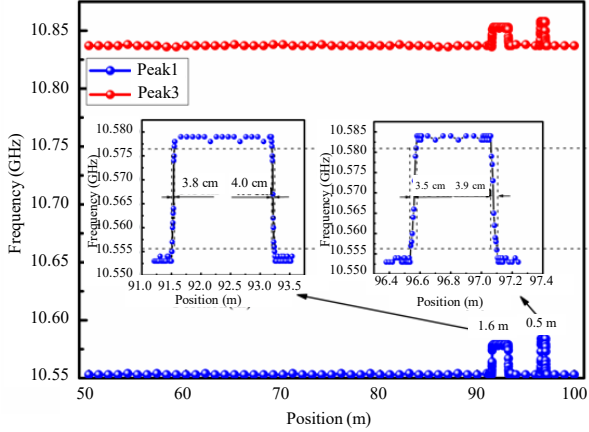 10.85
10.80
10.75
10.70
10.65
10.60
10.55
Frequency (GHz)
Peak1
Peak3
10.580
10.575
10.570
10.565
10.560
10.555
10.550
Frequency (GHz)
3.8 cm
4.0 cm
91.0 91.5 92.0 92.5 93.0 93.5
Position (m)
10.585
10.580
10.575
10.570
10.565
10.560
10.555
10.550
Frequency (GHz)
3.5 cm
3.9 cm
96.4 96.6 96.8 97.0 97.2 97.4
Position (m)
1.6 m
0.5 m
50 60 70 80 90 100
Position (m)